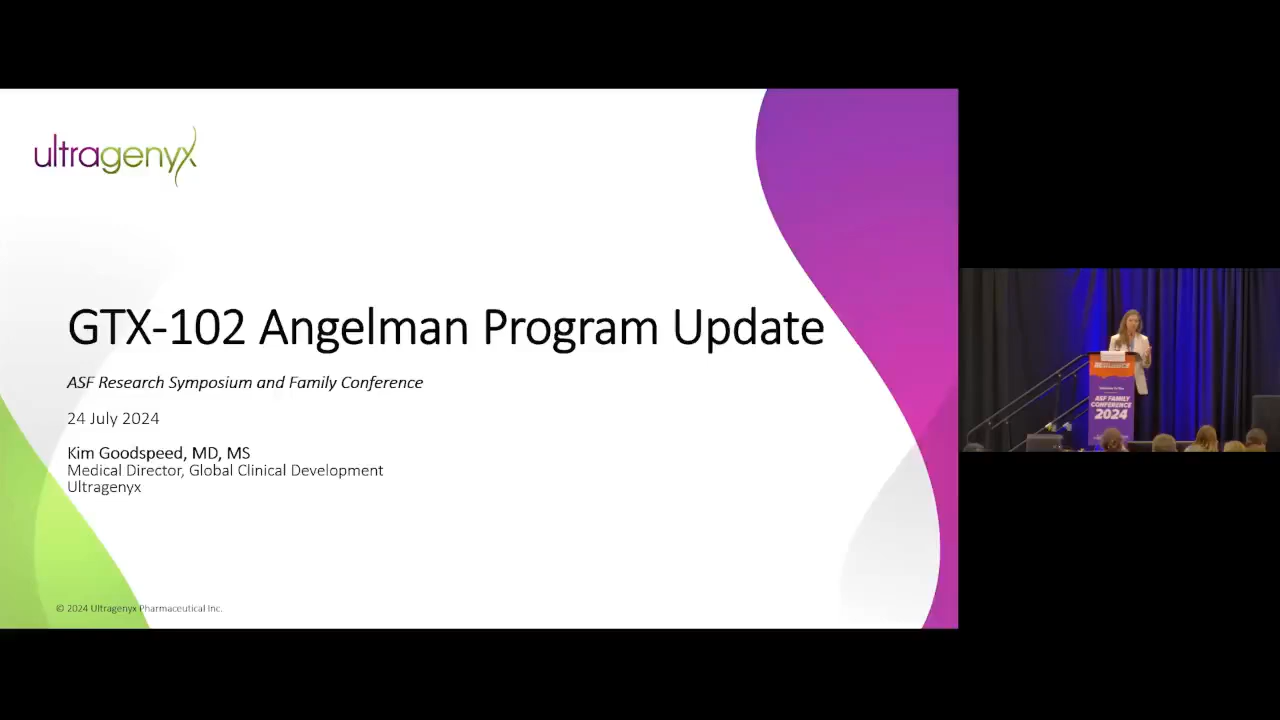 ultragenyx
GTX-102 Angelman Program Update
ASF Research Symposium and Family Conference
24 July 2024
Kim Goodspeed, MD, MS
Medical Director, Global Clinical Development
Ultragenyx
© 2024 Ultragenyx Pharmaceutical Inc.
ASF FAMILY
CONFERENCE
2024